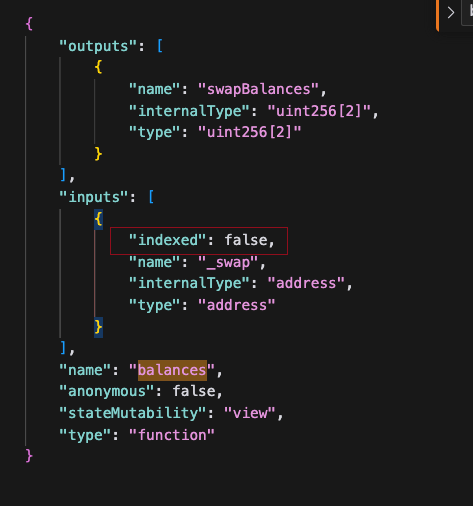 {
"outputs": [
{
"name": "swapBalances",
"internalType": "uint256[2]",
"type": "uint256[2]"
}
],
"inputs": [
{
"indexed": false,
"name": "_swap",
"internalType": "address",
"type": "address"
}
],
"name": "balances",
"anonymous": false,
"stateMutability": "view",
"type": "function"
}